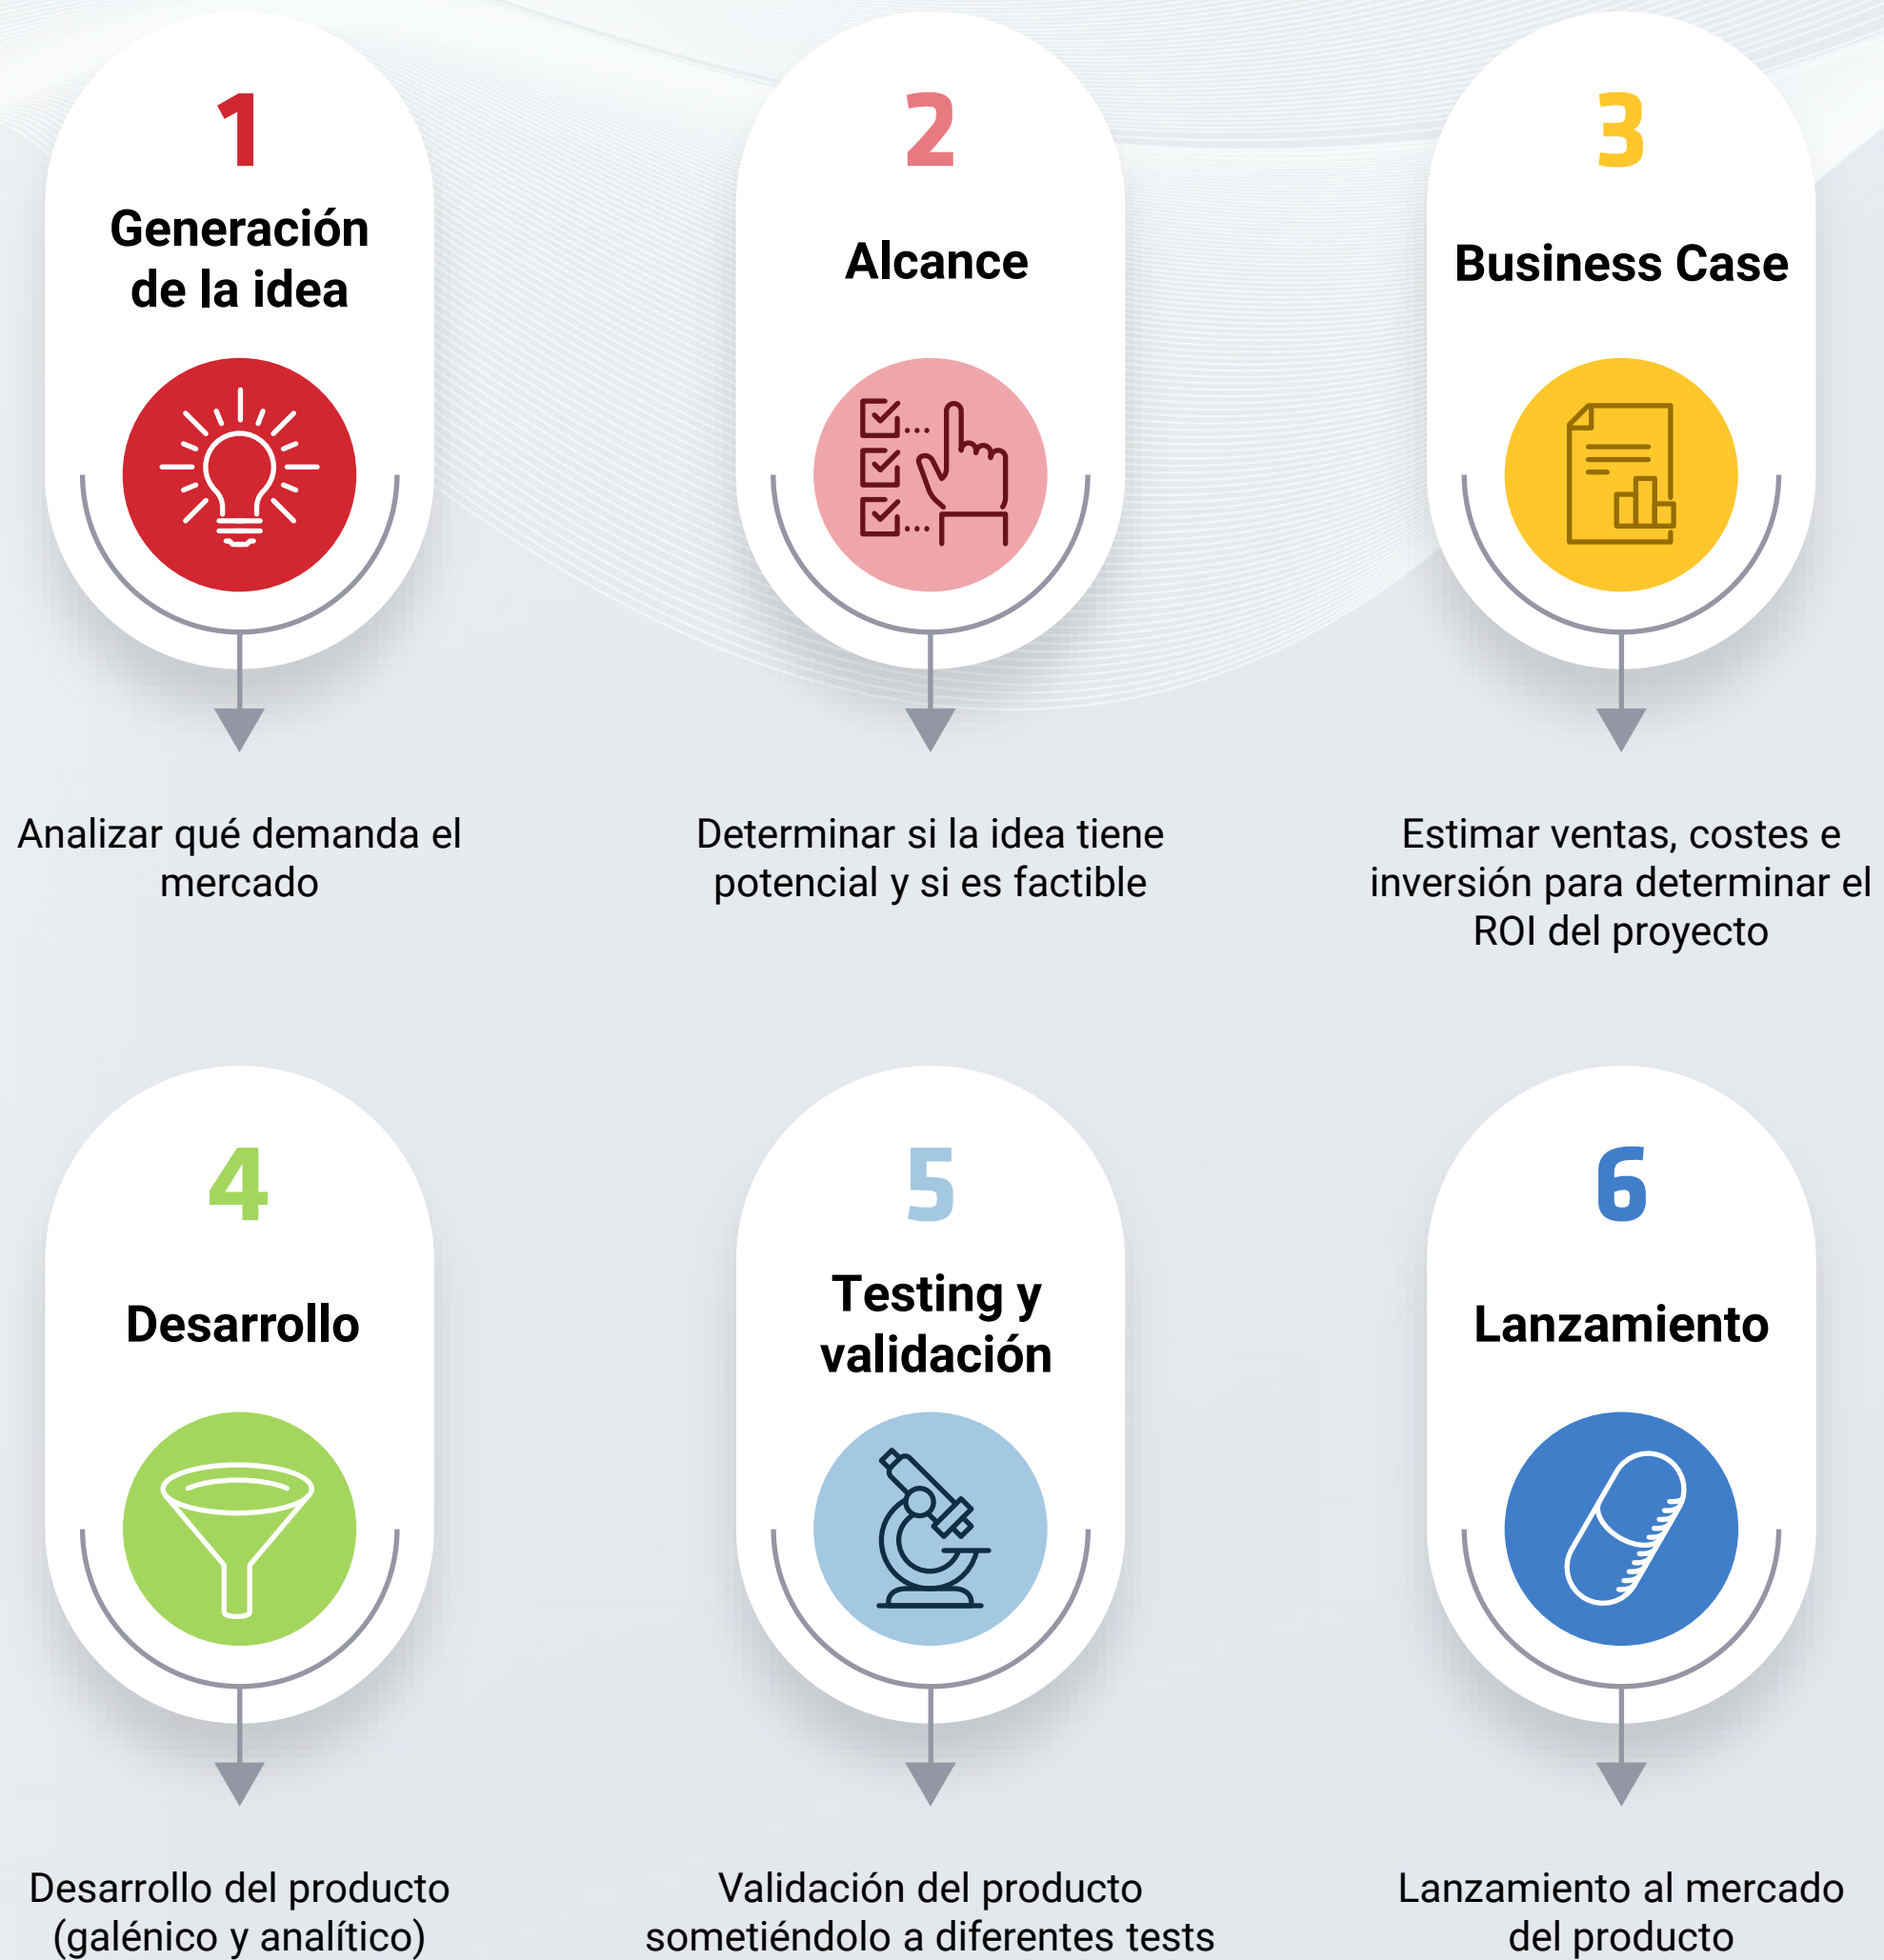 1
Generación
de la idea
Analizar qué demanda el
mercado
2
Alcance
Determinar si la idea tiene
potencial y si es factible
3
Business Case
Estimar ventas, costes e
inversión para determinar el
ROI del proyecto
4
Desarrollo
Desarrollo del producto
(galénico y analítico)
5
Testing y
validación
Validación del producto
sometiéndolo a diferentes tests
6
Lanzamiento
Lanzamiento al mercado
del producto